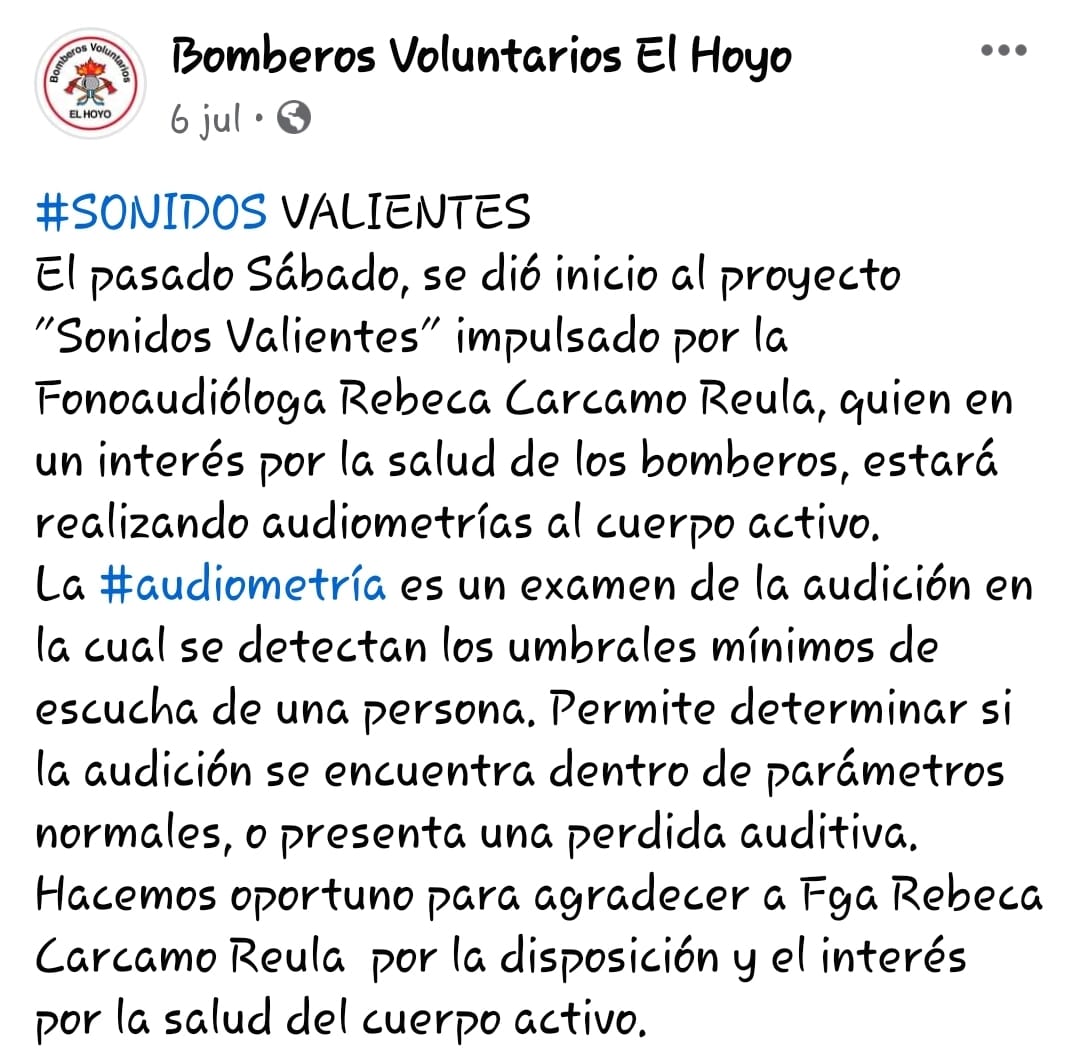 Bomberos Voluntarios
EL HOYO
Bomberos Voluntarios El Hoyo
6 jul ·
#SONIDOS VALIENTES
El pasado Sábado, se dió inicio al proyecto
"Sonidos Valientes" impulsado por la
Fonoaudióloga Rebeca Carcamo Reula, quien en
un interés por la salud de los bomberos, estará
realizando audiometrías al cuerpo activo.
La #audiometría es un examen de la audición en
la cual se detectan los umbrales mínimos de
escucha de una persona. Permite determinar si
la audición se encuentra dentro de parámetros
normales, o presenta una perdida auditiva.
Hacemos oportuno para agradecer a Fga Rebeca
Carcamo Reula  por la disposición y el interés
por la salud del cuerpo activo.